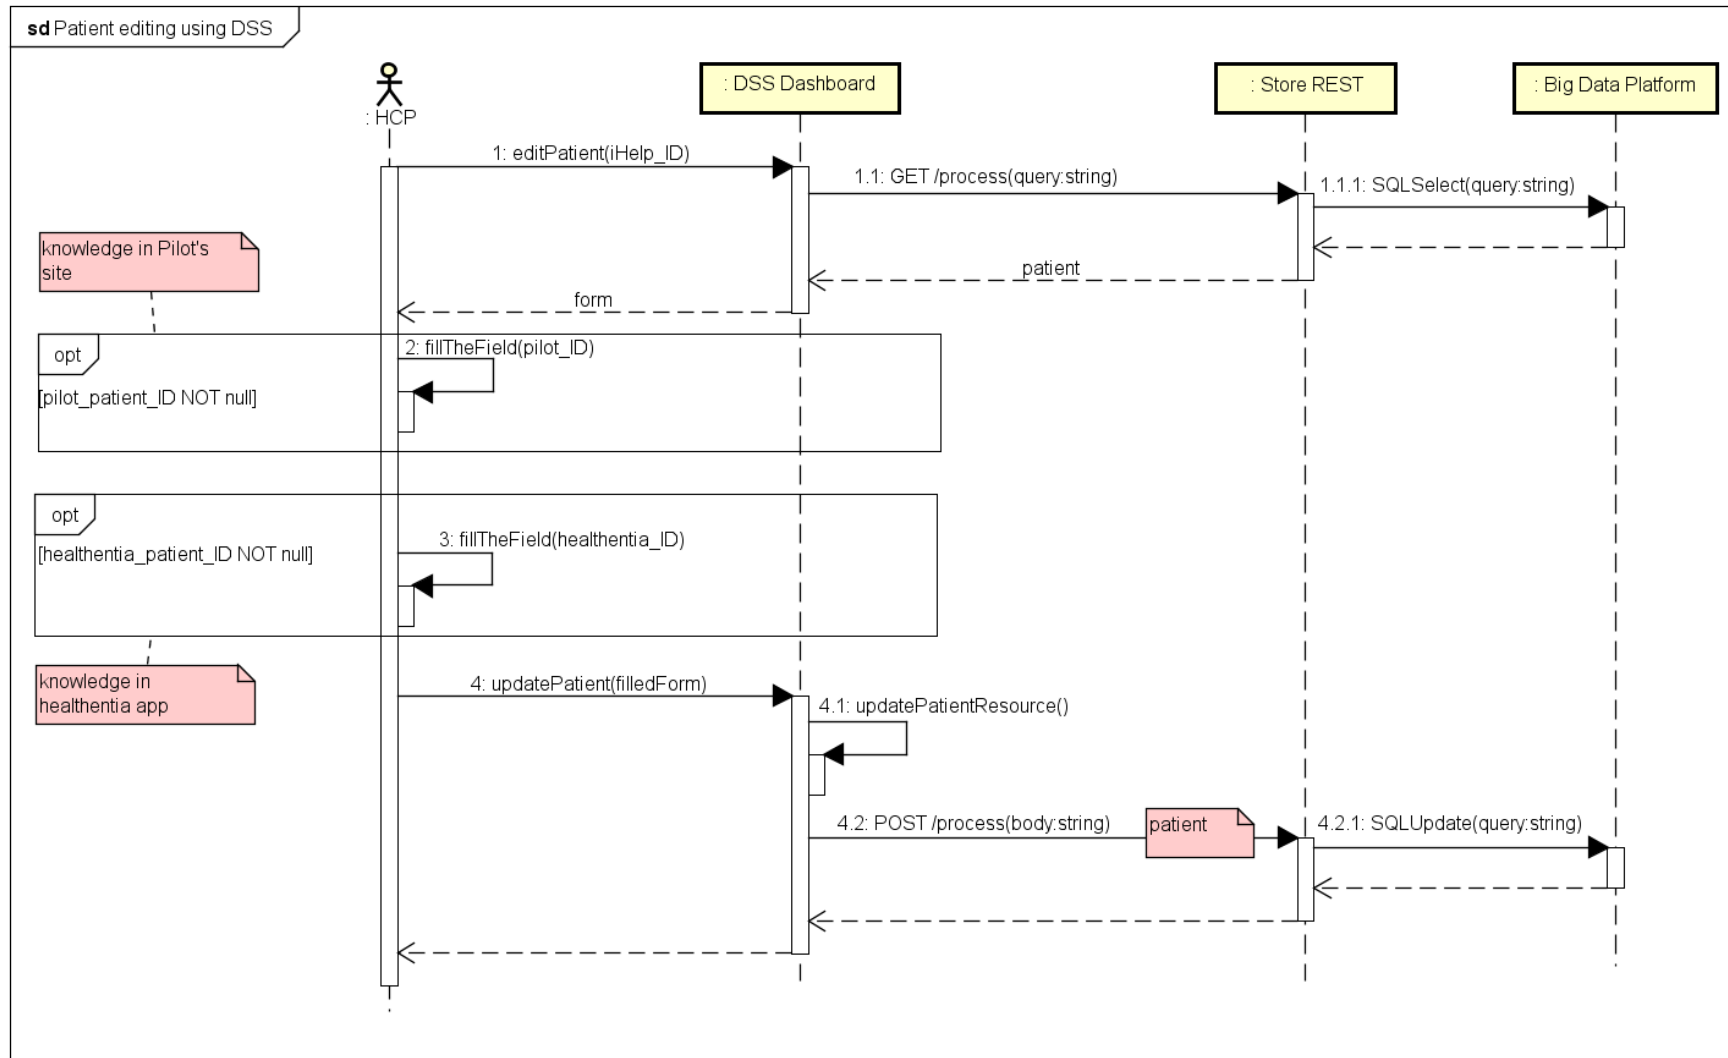 sd Patient editing using DSS
: HCP
: DSS Dashboard
: Store REST
: Big Data Platform
1: editPatient(iHelp_ID)
1.1: GET /process(query:string)
1.1.1: SQLSelect(query:string)
knowledge in Pilot's
site
patient
form
opt
2: fillTheField(pilot_ID)
[pilot_patient_ID NOT null]
opt
3: fillTheField(healthentia_ID)
[healthentia_patient_ID NOT null]
knowledge in
healthentia app
4: updatePatient(filledForm)
4.1: updatePatientResource()
4.2: POST /process(body:string)
patient
4.2.1: SQLUpdate(query:string)